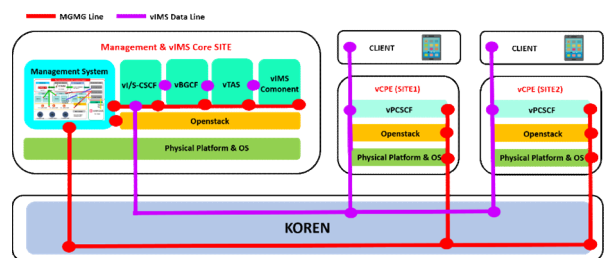 MGMG Line
vIMS Data Line
Management & vIMS Core SITE
Management System
vI/S-CSCF
vBGCF
vTAS
vIMS
Comonent
Openstack
Physical Platform & OS
CLIENT
vCPE (SITE1)
vPCSCF
Openstack
Physical Platform & OS
CLIENT
vCPE (SITE2)
vPCSCF
Openstack
Physical Platform & OS
KOREN